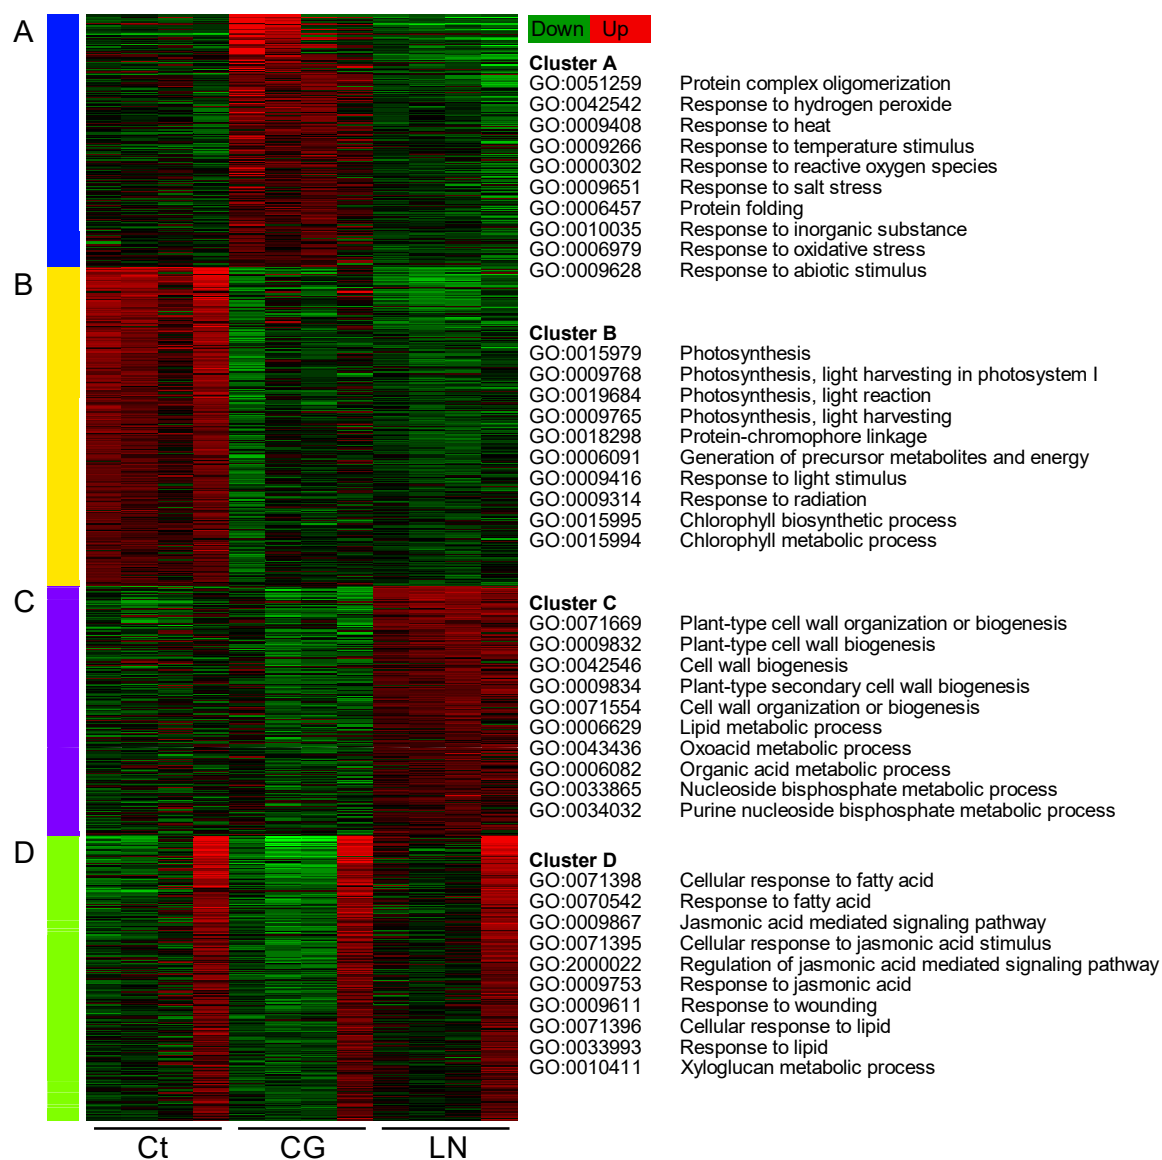 A
Down Up
Cluster A
GO:0051259 Protein complex oligomerization
GO:0042542 Response to hydrogen peroxide
GO:0009408 Response to heat
GO:0009266 Response to temperature stimulus
GO:0000302 Response to reactive oxygen species
GO:0009651 Response to salt stress
GO:0006457 Protein folding
GO:0010035 Response to inorganic substance
GO:0006979 Response to oxidative stress
GO:0009628 Response to abiotic stimulus
B
Cluster B
GO:0015979 Photosynthesis
GO:0009768 Photosynthesis, light harvesting in photosystem I
GO:0019684 Photosynthesis, light reaction
GO:0009765 Photosynthesis, light harvesting
GO:0018298 Protein-chromophore linkage
GO:0006091 Generation of precursor metabolites and energy
GO:0009416 Response to light stimulus
GO:0009314 Response to radiation
GO:0015995 Chlorophyll biosynthetic process
GO:0015994 Chlorophyll metabolic process
C
Cluster C
GO:0071669 Plant-type cell wall organization or biogenesis
GO:0009832 Plant-type cell wall biogenesis
GO:0042546 Cell wall biogenesis
GO:0009834 Plant-type secondary cell wall biogenesis
GO:0071554 Cell wall organization or biogenesis
GO:0006629 Lipid metabolic process
GO:0043436 Oxoacid metabolic process
GO:0006082 Organic acid metabolic process
GO:0033865 Nucleoside bisphosphate metabolic process
GO:0034032 Purine nucleoside bisphosphate metabolic process
D
Cluster D
GO:0071398 Cellular response to fatty acid
GO:0070542 Response to fatty acid
GO:0009867 Jasmonic acid mediated signaling pathway
GO:0071395 Cellular response to jasmonic acid stimulus
GO:2000022 Regulation of jasmonic acid mediated signaling pathway
GO:0009753 Response to jasmonic acid
GO:0009611 Response to wounding
GO:0071396 Cellular response to lipid
GO:0033993 Response to lipid
GO:0010411 Xyloglucan metabolic process
Ct CG LN